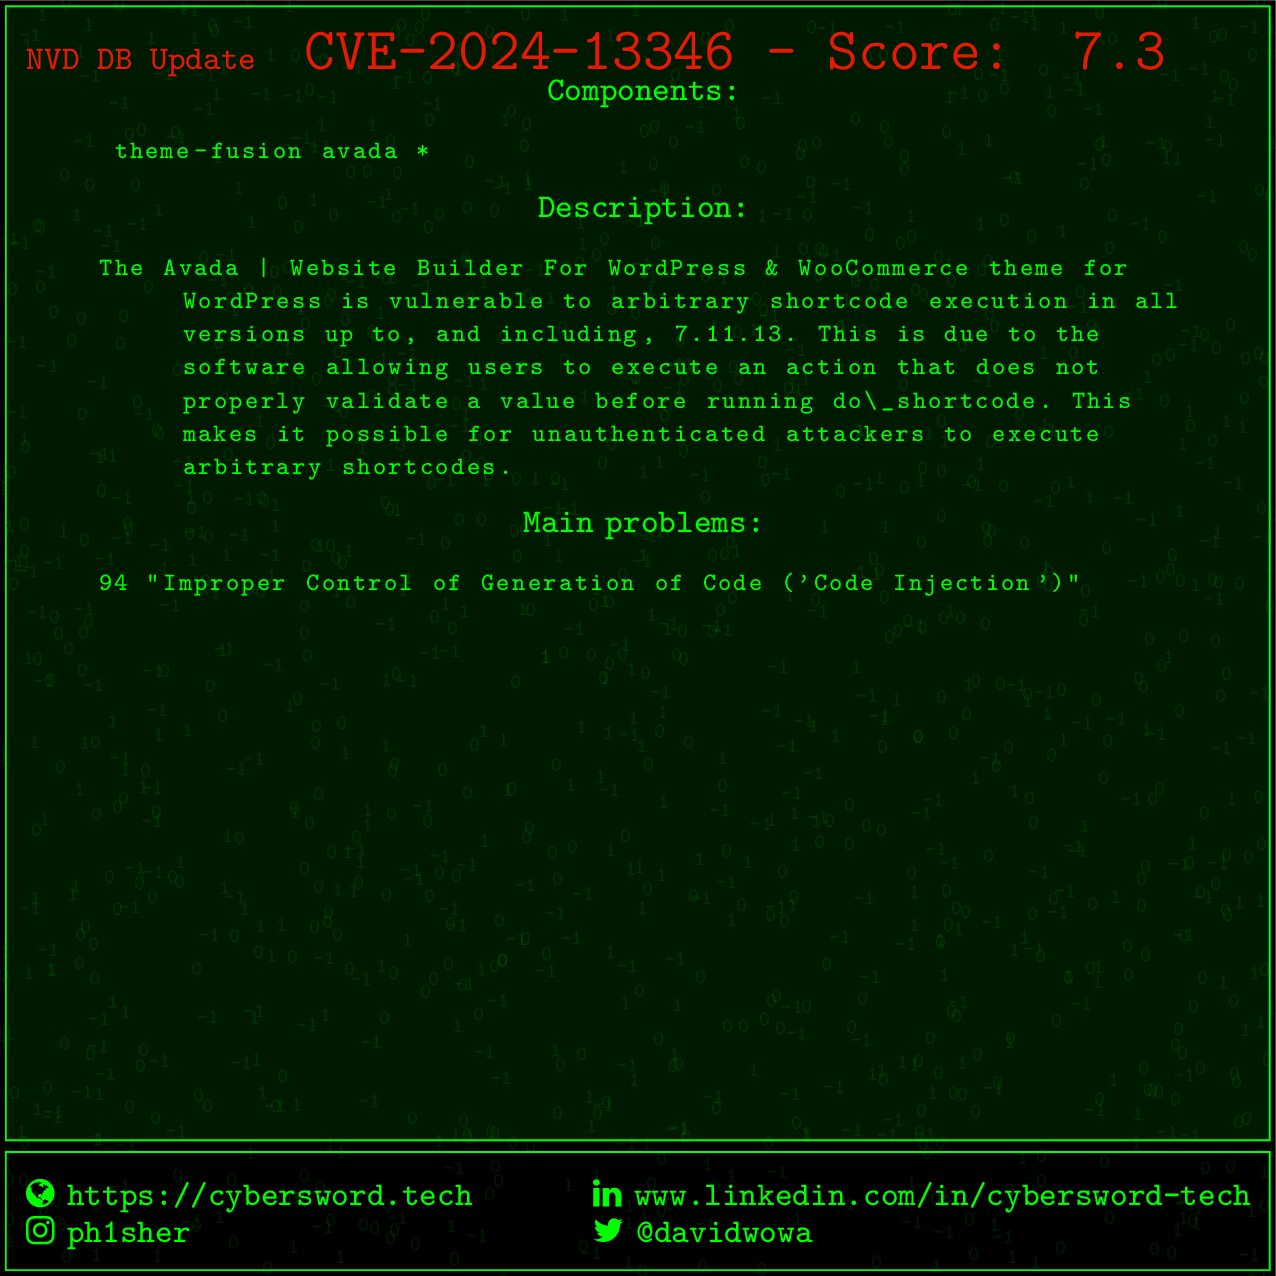 NVD DB Update CVE-2024-13346 - Score: 7.3
Components:
theme-fusion avada *
Description:
The Avada | Website Builder For WordPress & WooCommerce theme for
WordPress is vulnerable to arbitrary shortcode execution in all
versions up to, and including, 7.11.13. This is due to the
software allowing users to execute an action that does not
properly validate a value before running do\_shortcode. This
makes it possible for unauthenticated attackers to execute
arbitrary shortcodes.
Main problems:
94 "Improper Control of Generation of Code ('Code Injection')"
https://cybersword.tech www.linkedin.com/in/cybersword-tech
ph1sher @davidwowa